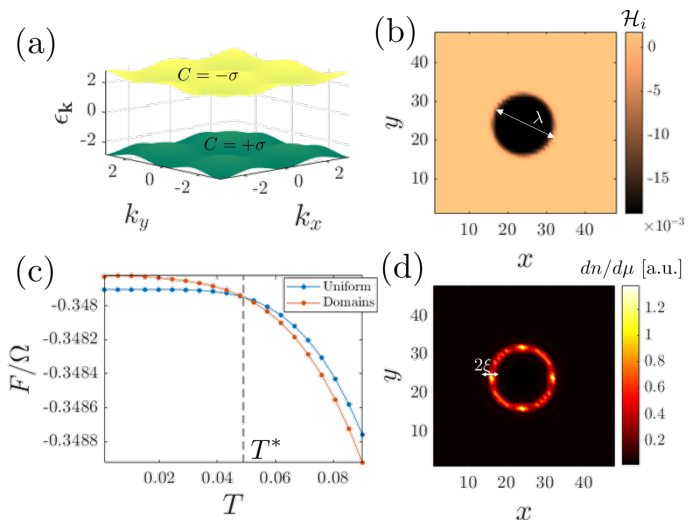 (a)
C = −σ
C = +σ
ϵ_k
2
0
-2
2
0
-2
-2
0
2
k_y
k_x
(b)
ℋ_i
λ
y
40
30
20
10
10
20
30
40
x
0
-5
-10
-15
×10⁻³
(c)
Uniform
Domains
F/Ω
-0.348
-0.3482
-0.3484
-0.3486
-0.3488
T*
0.02
0.04
0.06
0.08
T
(d)
dn/dμ [a.u.]
2ξ
y
40
30
20
10
10
20
30
40
x
1.2
1
0.8
0.6
0.4
0.2